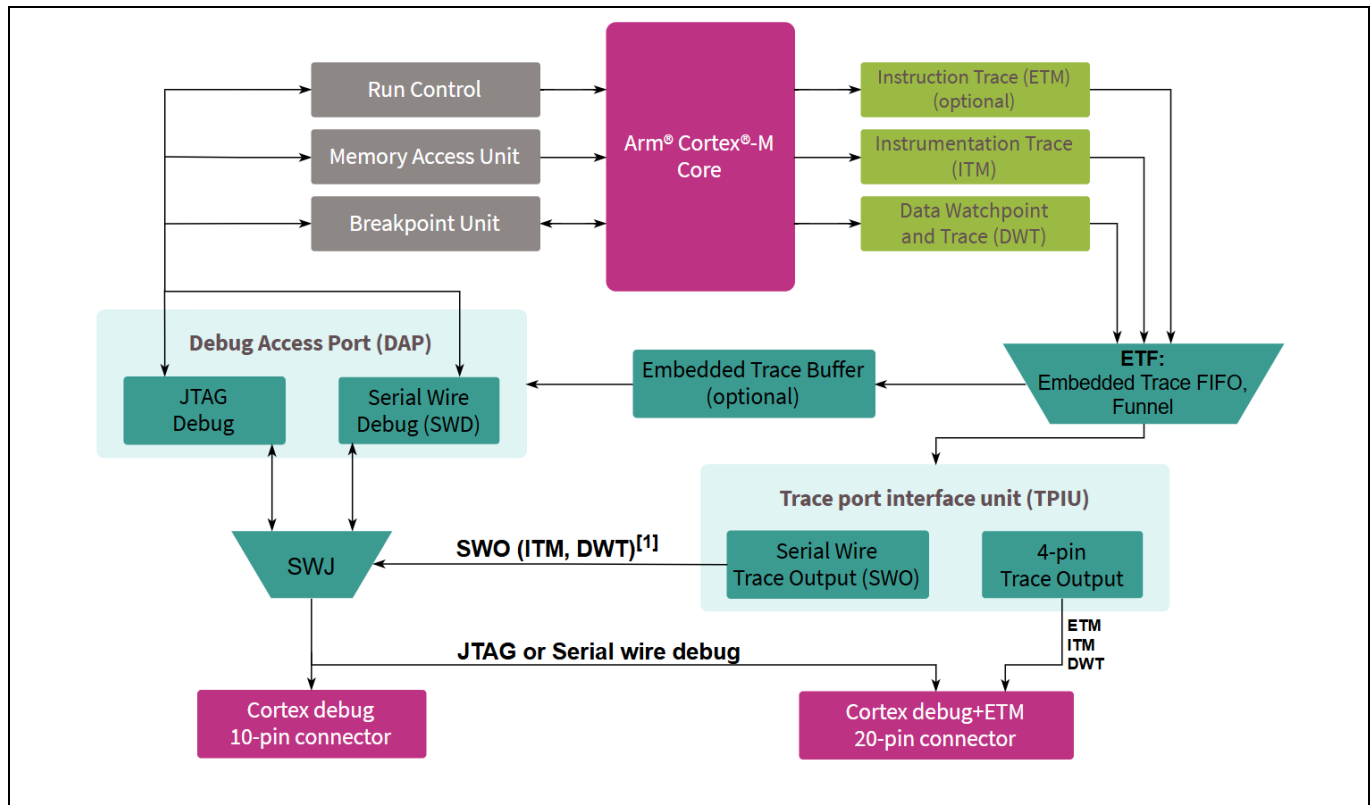 Run Control
Memory Access Unit
Breakpoint Unit
Arm® Cortex®-M
Core
Instruction Trace (ETM)
(optional)
Instrumentation Trace
(ITM)
Data Watchpoint
and Trace (DWT)
Debug Access Port (DAP)
JTAG
Debug
Serial Wire
Debug (SWD)
Embedded Trace Buffer
(optional)
ETF:
Embedded Trace FIFO,
Funnel
Trace port interface unit (TPIU)
Serial Wire
Trace Output (SWO)
4-pin
Trace Output
SWJ
SWO (ITM, DWT)[1]
ETM
ITM
DWT
JTAG or Serial wire debug
Cortex debug
10-pin connector
Cortex debug+ETM
20-pin connector